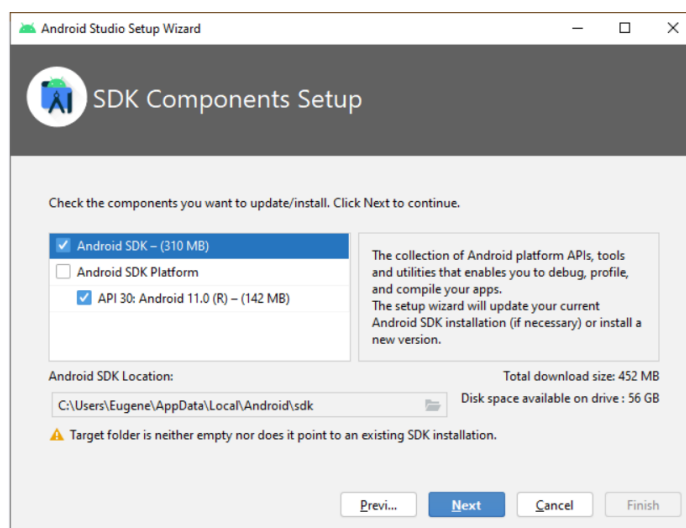 Android Studio Setup Wizard
SDK Components Setup
Check the components you want to update/install. Click Next to continue.
Android SDK – (310 MB)
Android SDK Platform
API 30: Android 11.0 (R) – (142 MB)
The collection of Android platform APIs, tools
and utilities that enables you to debug, profile,
and compile your apps.
The setup wizard will update your current
Android SDK installation (if necessary) or install a
new version.
Android SDK Location:
Total download size: 452 MB
C:\Users\Eugene\AppData\Local\Android\sdk
Disk space available on drive : 56 GB
Target folder is neither empty nor does it point to an existing SDK installation.
Previ...
Next
Cancel
Finish